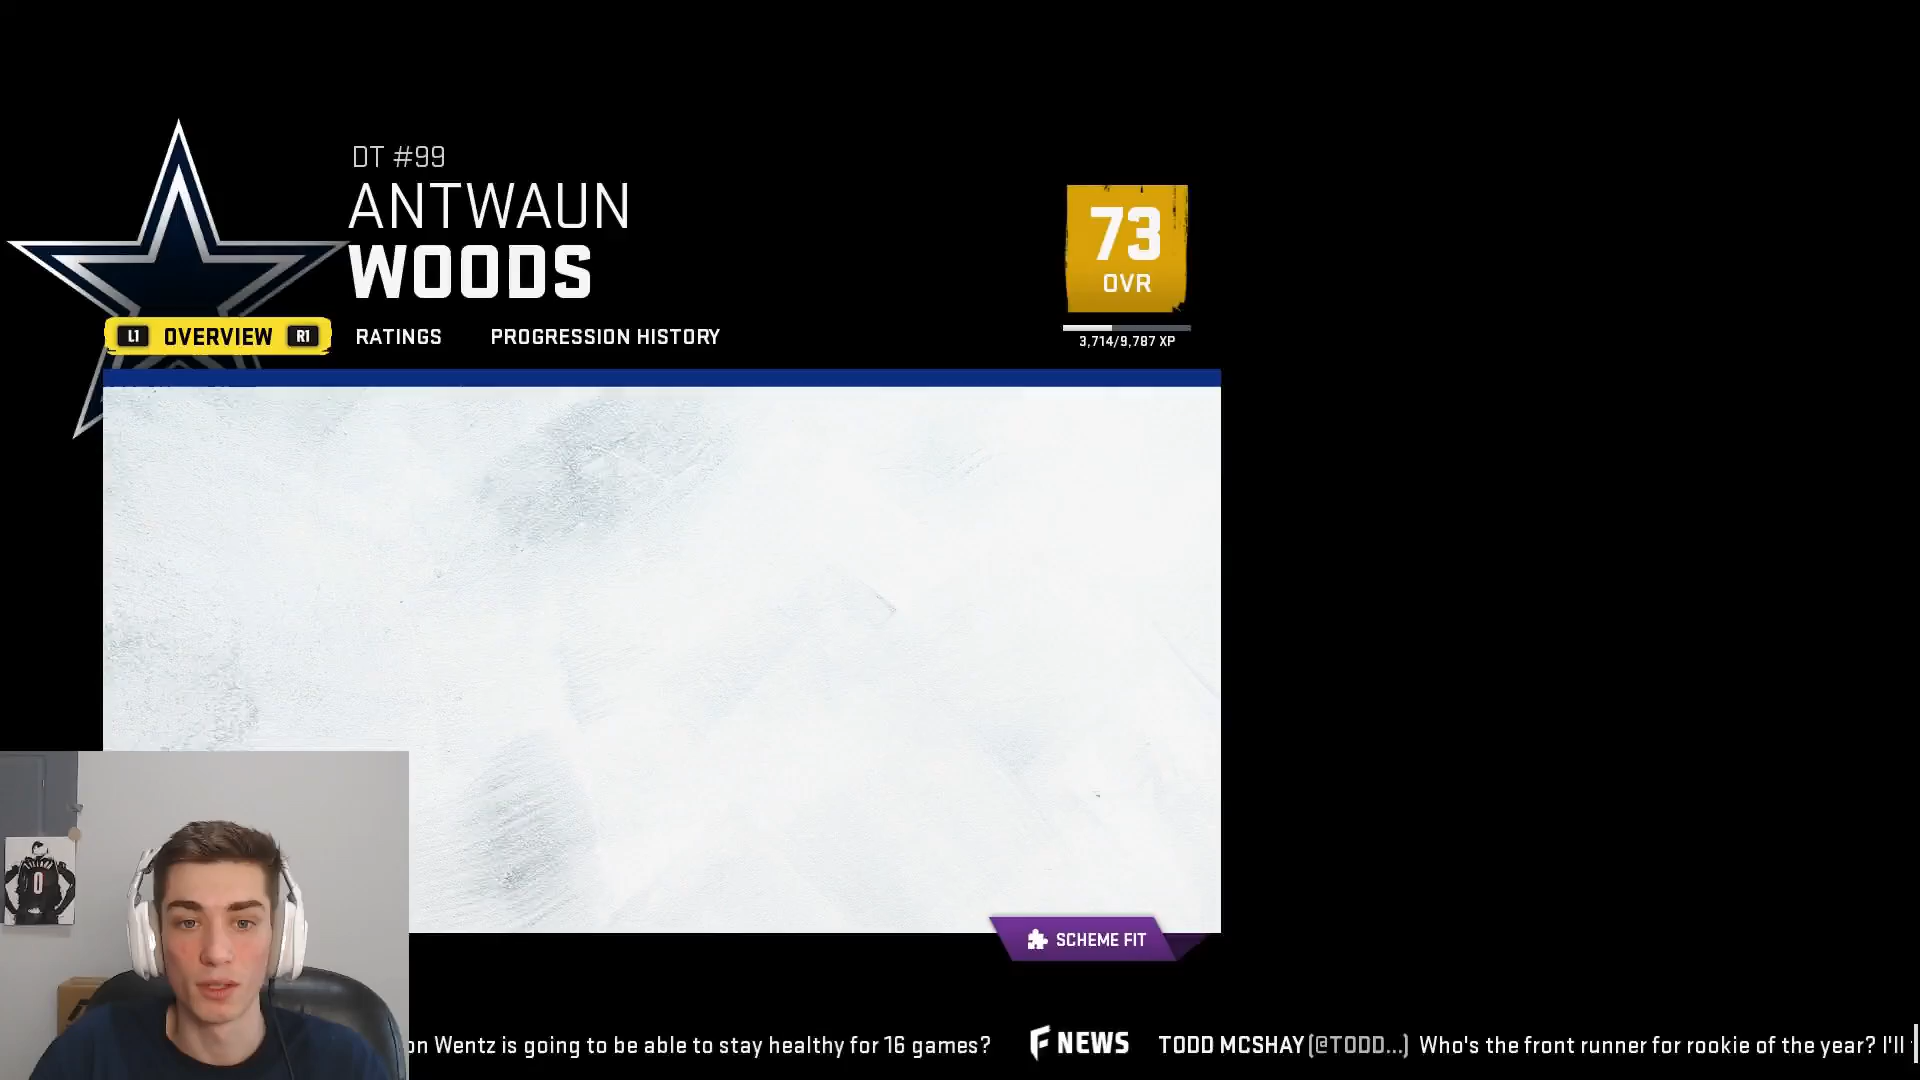 DT #99
ANTWAUN
WOODS
73
OVR
3,714/9,787 XP
L1 OVERVIEW R1 RATINGS PROGRESSION HISTORY
SCHEME FIT
0
on Wentz is going to be able to stay healthy for 16 games? NEWS TODD MCSHAY (@TODD...) Who's the front runner for rookie of the year? I'll